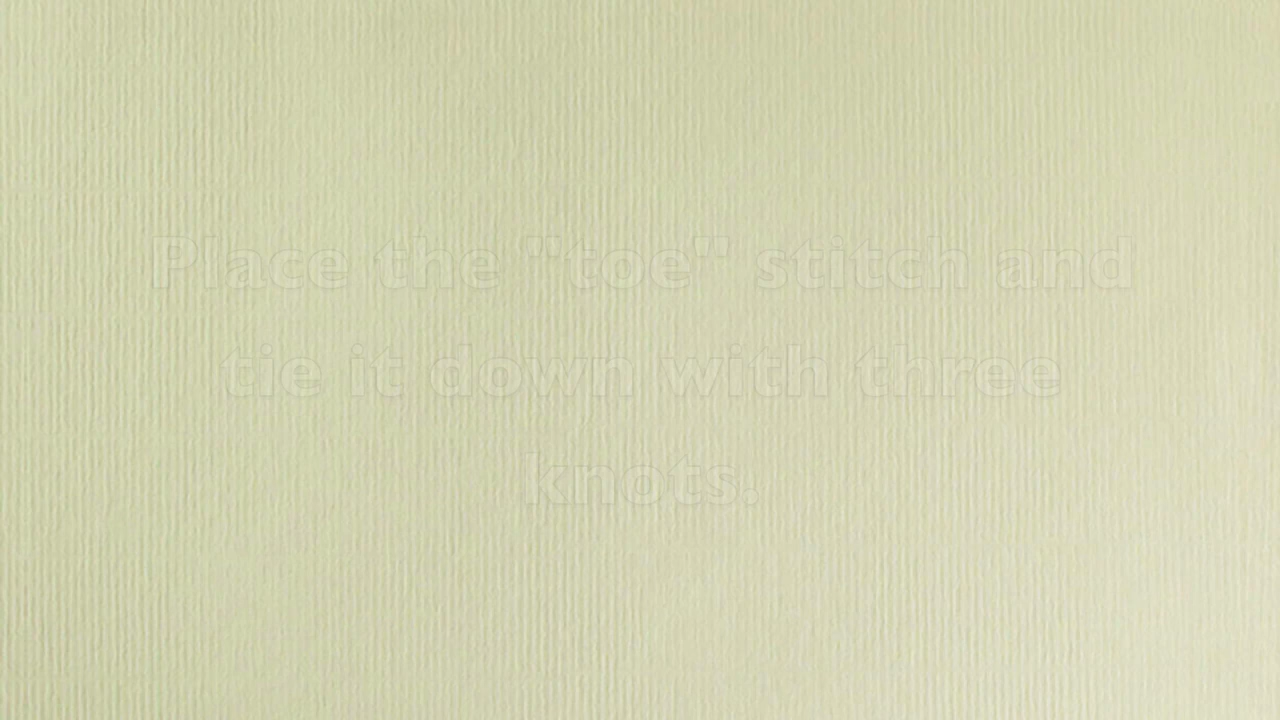 Place the "toe" stitch and
tie it down with three
knots.